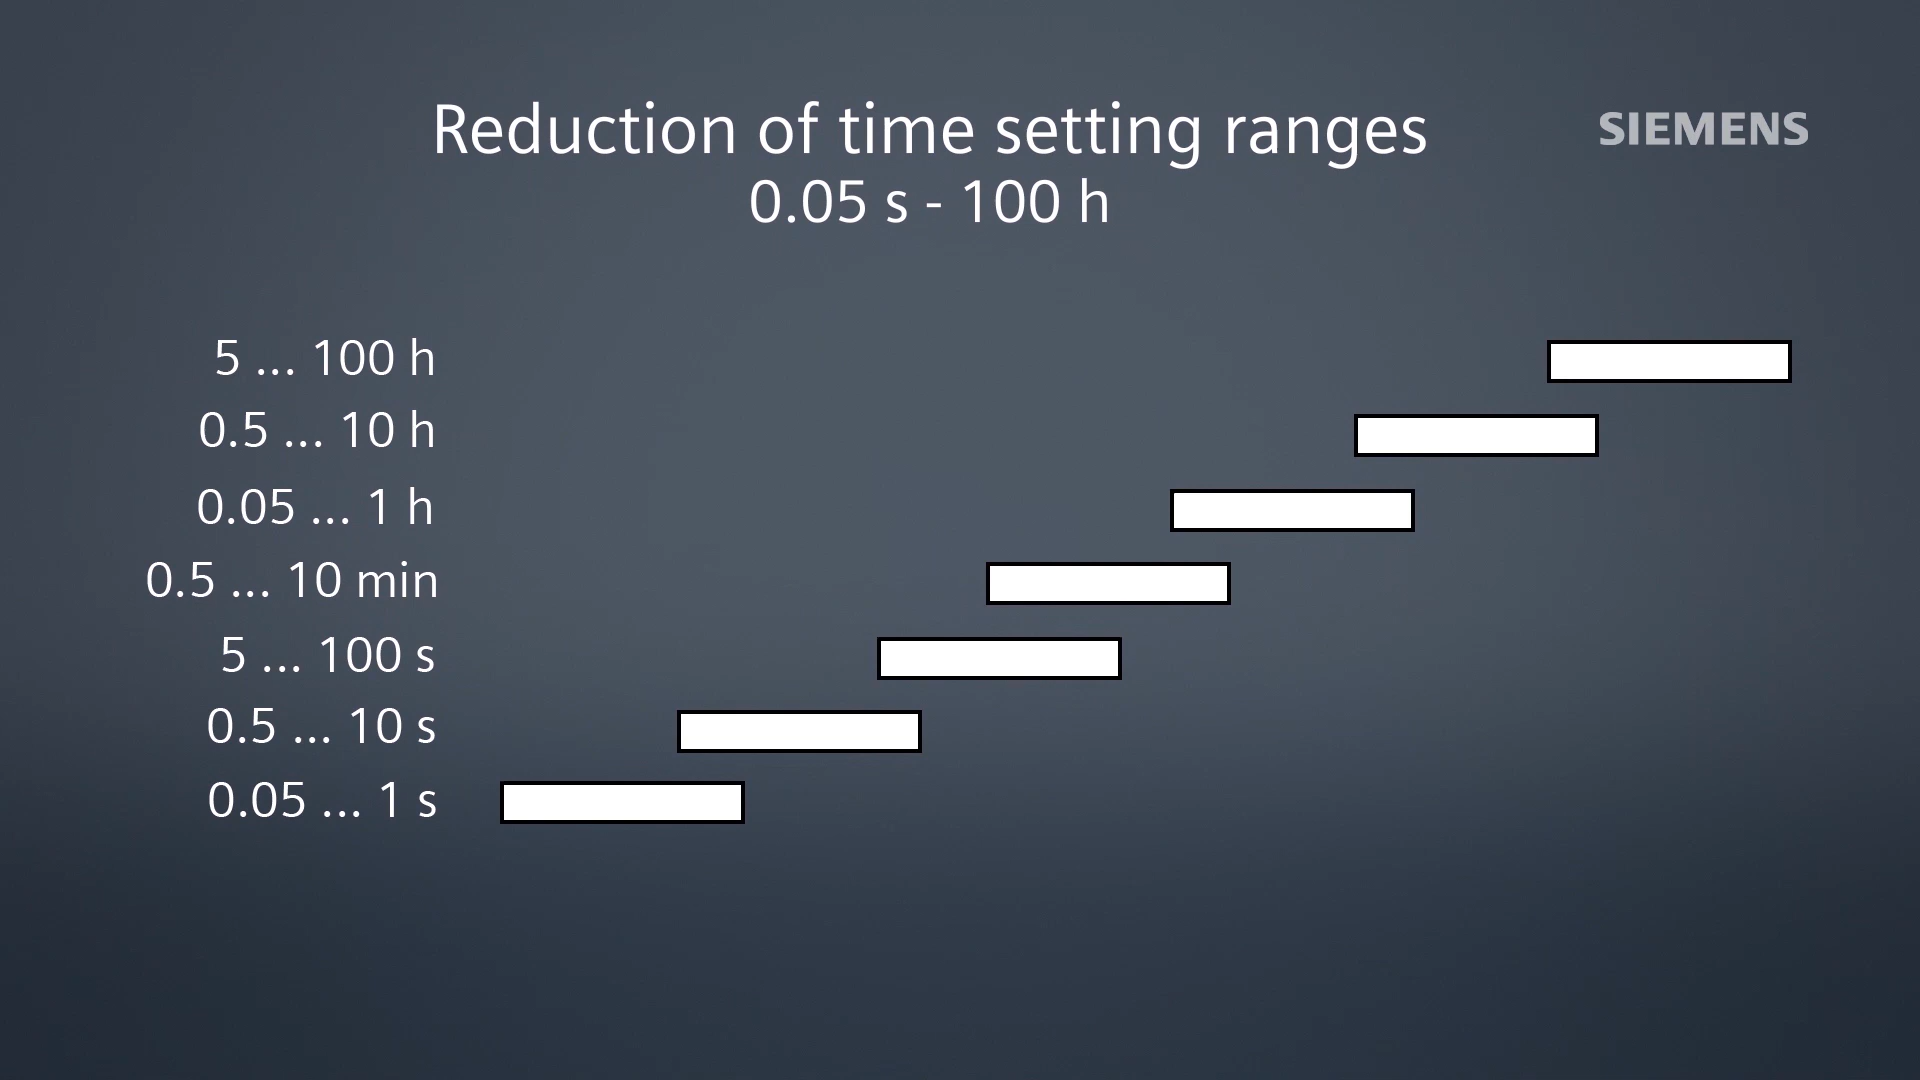 Reduction of time setting ranges
SIEMENS
0.05 s - 100 h
5 ... 100 h
0.5 ... 10 h
0.05 ... 1 h
0.5 ... 10 min
5 ... 100 s
0.5 ... 10 s
0.05 ... 1 s